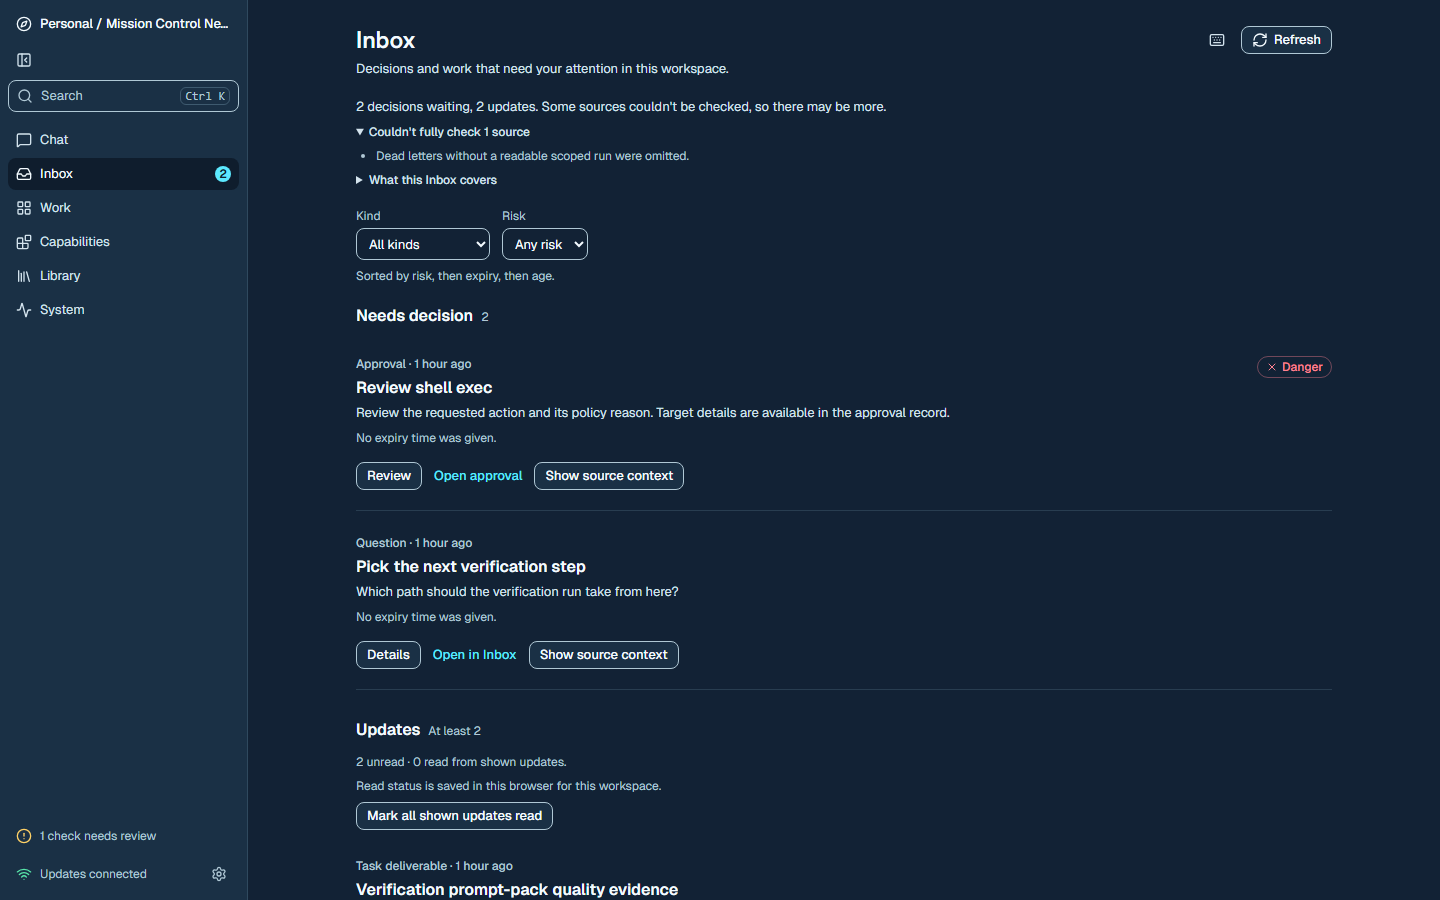 Personal / Mission Control Ne...
Search
Ctrl K
Chat
Inbox
2
Work
Capabilities
Library
System
1 check needs review
Updates connected
Inbox
Refresh
Decisions and work that need your attention in this workspace.
2 decisions waiting, 2 updates. Some sources couldn't be checked, so there may be more.
Couldn't fully check 1 source
Dead letters without a readable scoped run were omitted.
What this Inbox covers
Kind
Risk
All kinds
Any risk
Sorted by risk, then expiry, then age.
Needs decision 2
Approval · 1 hour ago
Danger
Review shell exec
Review the requested action and its policy reason. Target details are available in the approval record.
No expiry time was given.
Review
Open approval
Show source context
Question · 1 hour ago
Pick the next verification step
Which path should the verification run take from here?
No expiry time was given.
Details
Open in Inbox
Show source context
Updates At least 2
2 unread · 0 read from shown updates.
Read status is saved in this browser for this workspace.
Mark all shown updates read
Task deliverable · 1 hour ago
Verification prompt-pack quality evidence